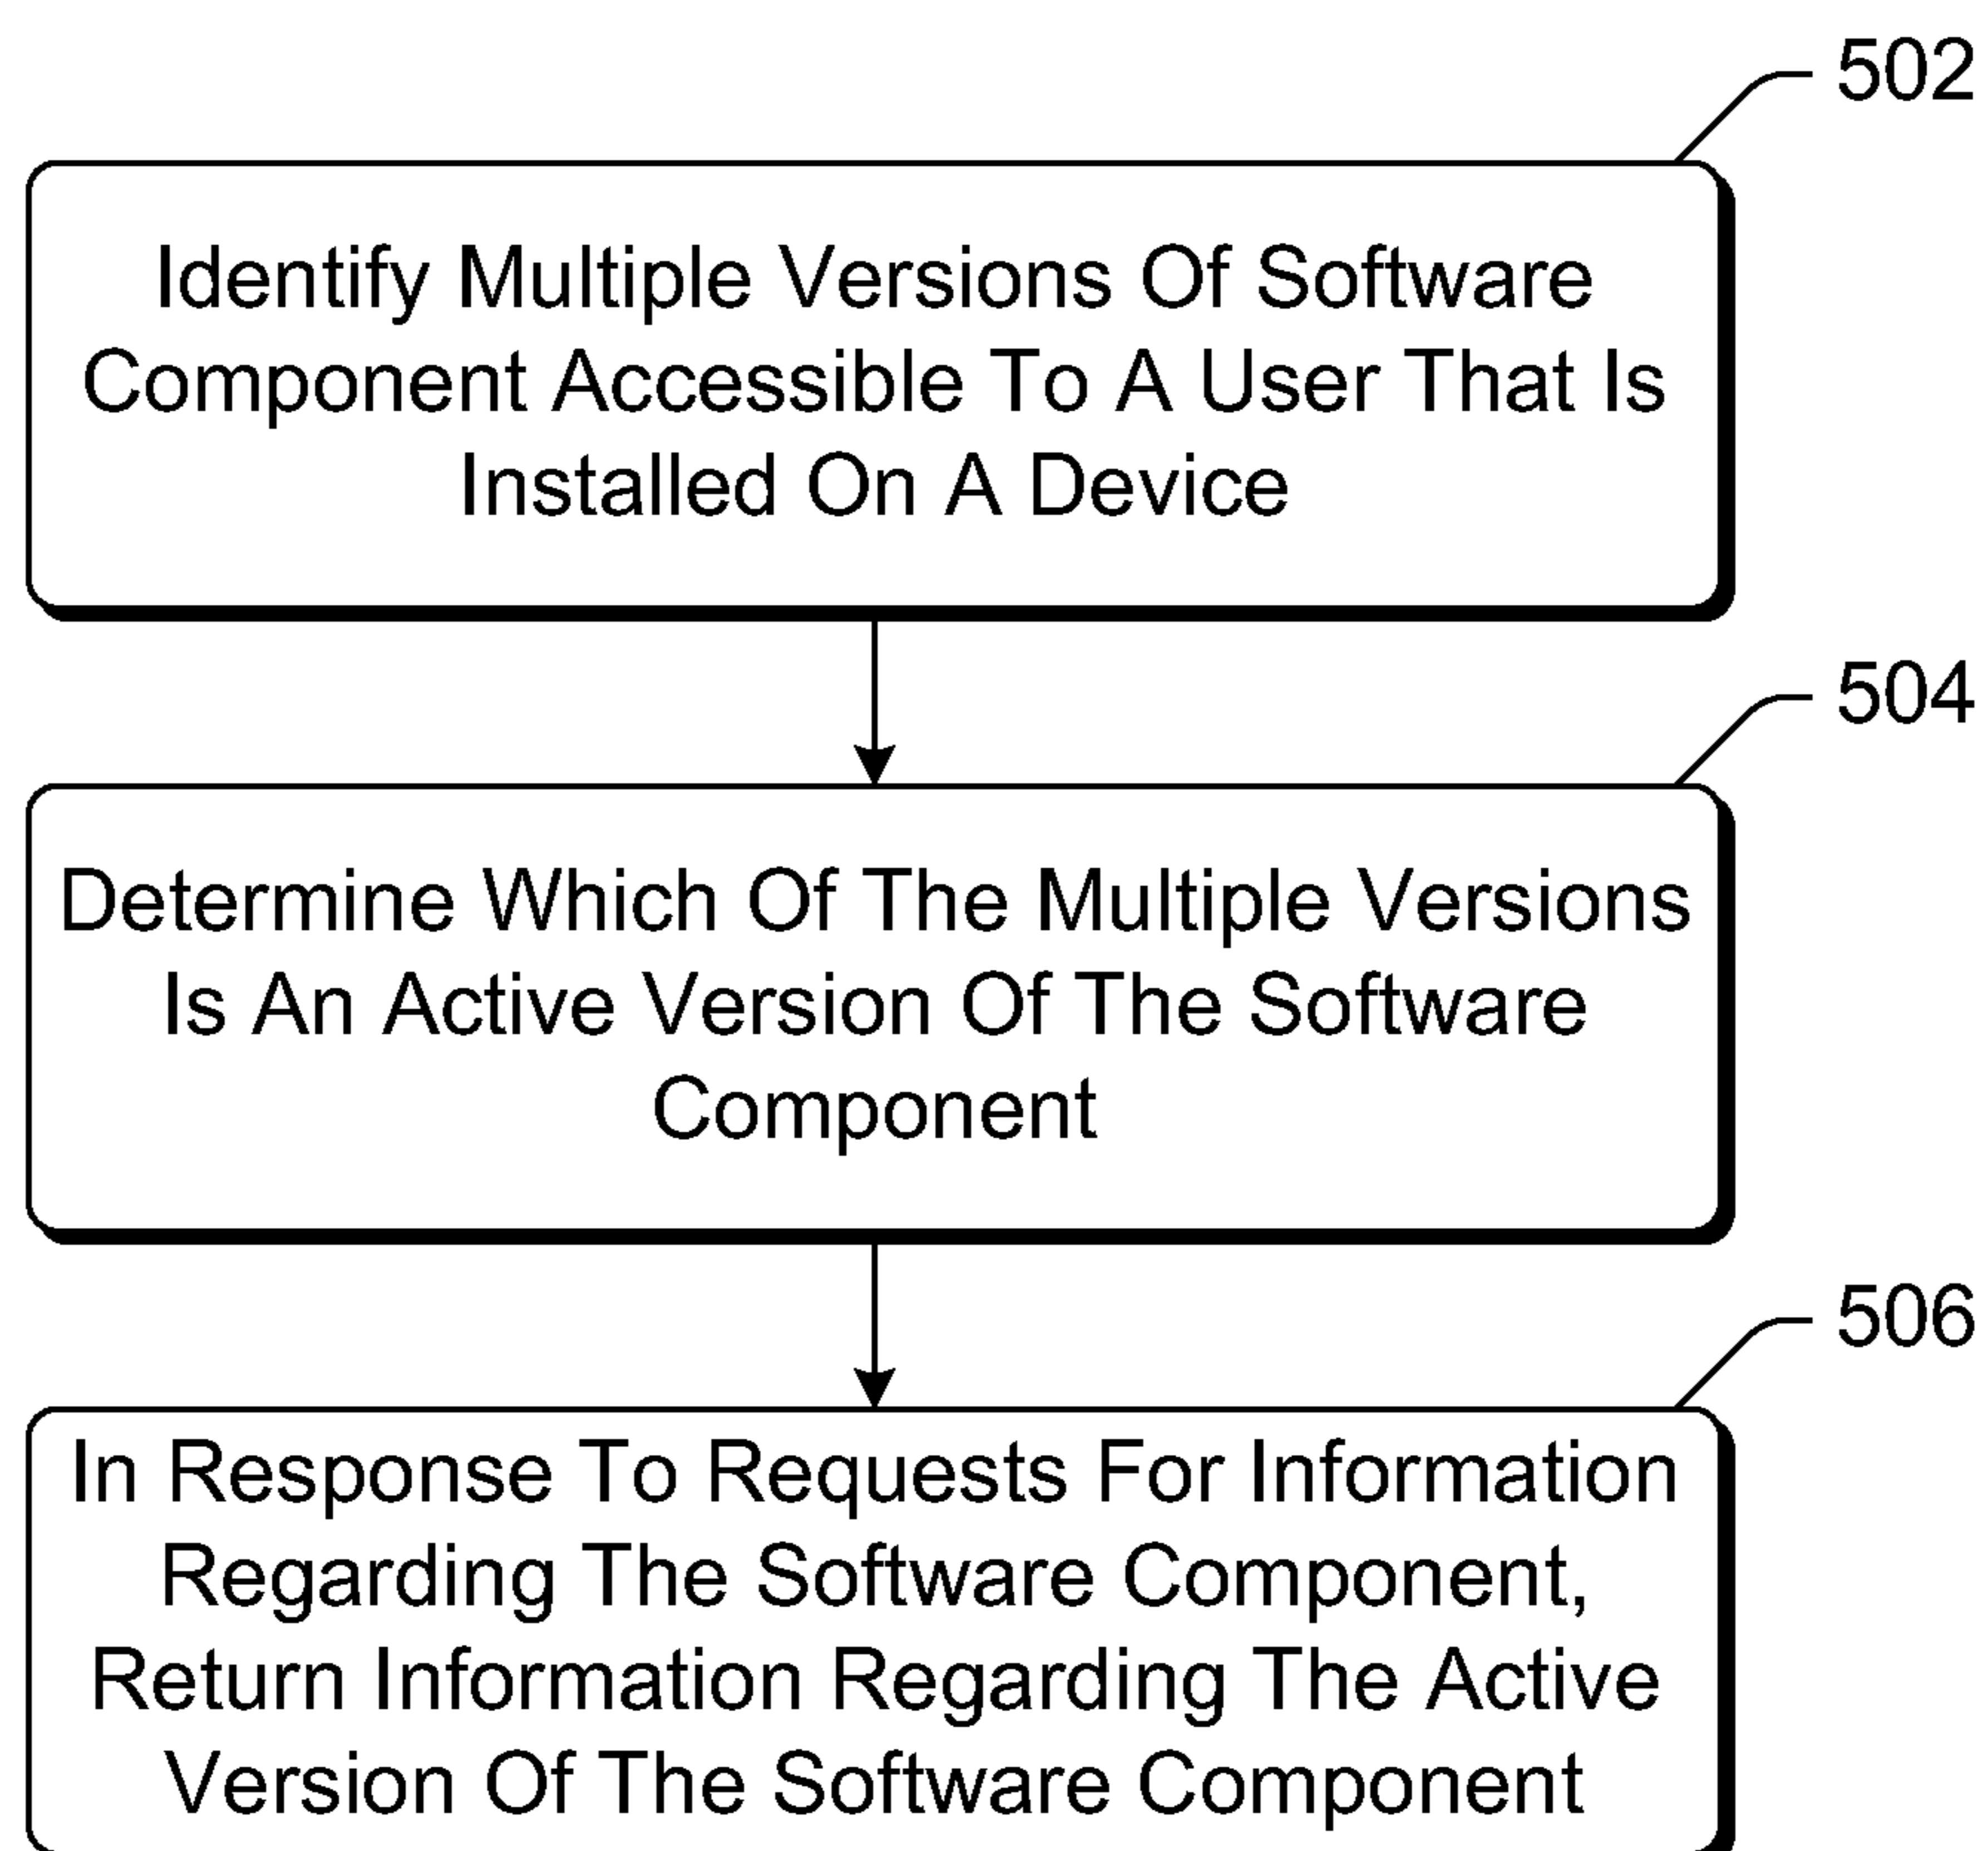 502
Identify Multiple Versions Of Software
Component Accessible To A User That Is
Installed On A Device
504
Determine Which Of The Multiple Versions
Is An Active Version Of The Software
Component
506
In Response To Requests For Information
Regarding The Software Component,
Return Information Regarding The Active
Version Of The Software Component